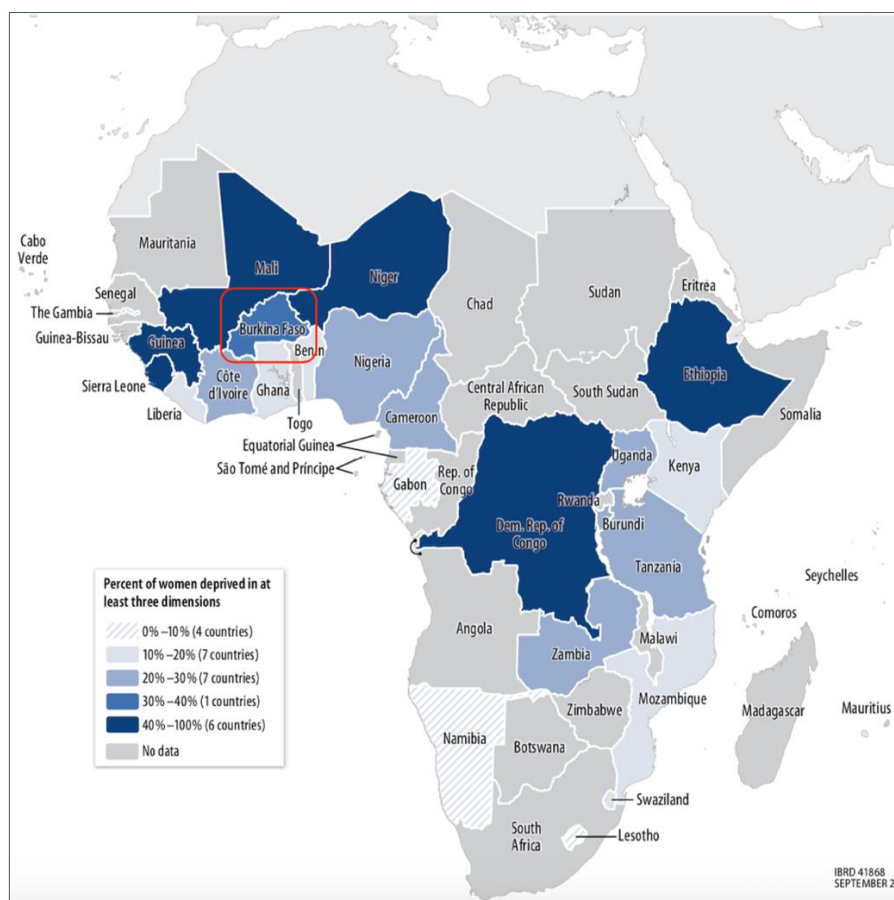 Cabo
Verde
Mauritania
Mali
Niger
Chad
Sudan
Eritrea
Senegal
The Gambia
Guinea-Bissau
Guinea
Burkina Faso
Benin
Nigeria
Sierra Leone
Côte
d'Ivoire
Ghana
Liberia
Togo
Cameroon
Central African
Republic
South Sudan
Ethiopia
Somalia
Equatorial Guinea
São Tomé and Príncipe
Gabon
Rep. of
Congo
Dem. Rep. of
Congo
Uganda
Kenya
Rwanda
Burundi
Tanzania
Seychelles
Comoros
Angola
Zambia
Malawi
Mozambique
Zimbabwe
Madagascar
Mauritius
Namibia
Botswana
Swaziland
South
Africa
Lesotho
Percent of women deprived in at
least three dimensions
0% –10% (4 countries)
10% –20% (7 countries)
20% –30% (7 countries)
30% –40% (1 countries)
40% –100% (6 countries)
No data
IBRD 41868
SEPTEMBER 2